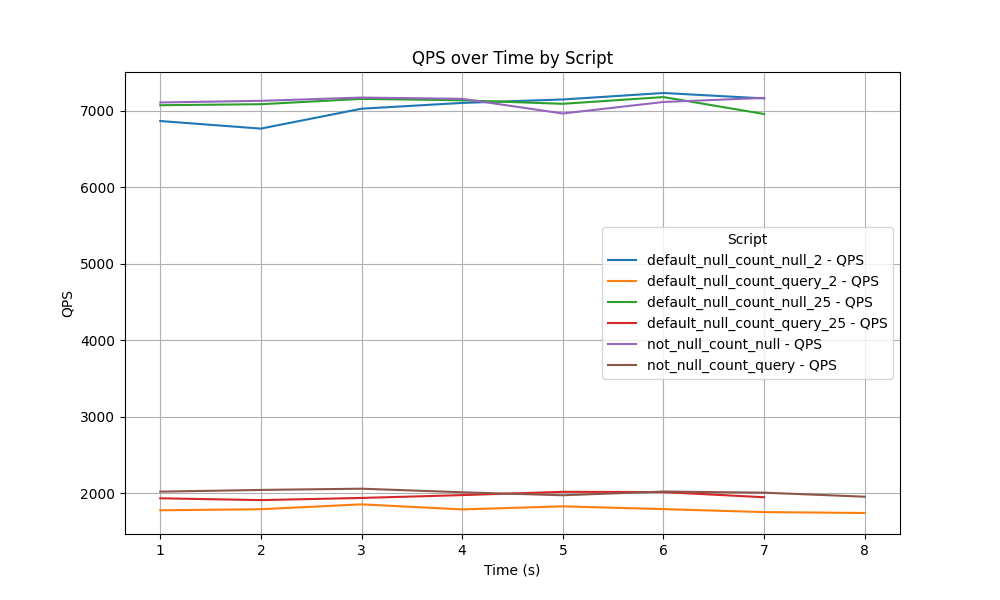 QPS over Time by Script
7000
6000
5000
4000
3000
2000
QPS
Script
default_null_count_null_2 - QPS
default_null_count_query_2 - QPS
default_null_count_null_25 - QPS
default_null_count_query_25 - QPS
not_null_count_null - QPS
not_null_count_query - QPS
1 2 3 4 5 6 7 8
Time (s)